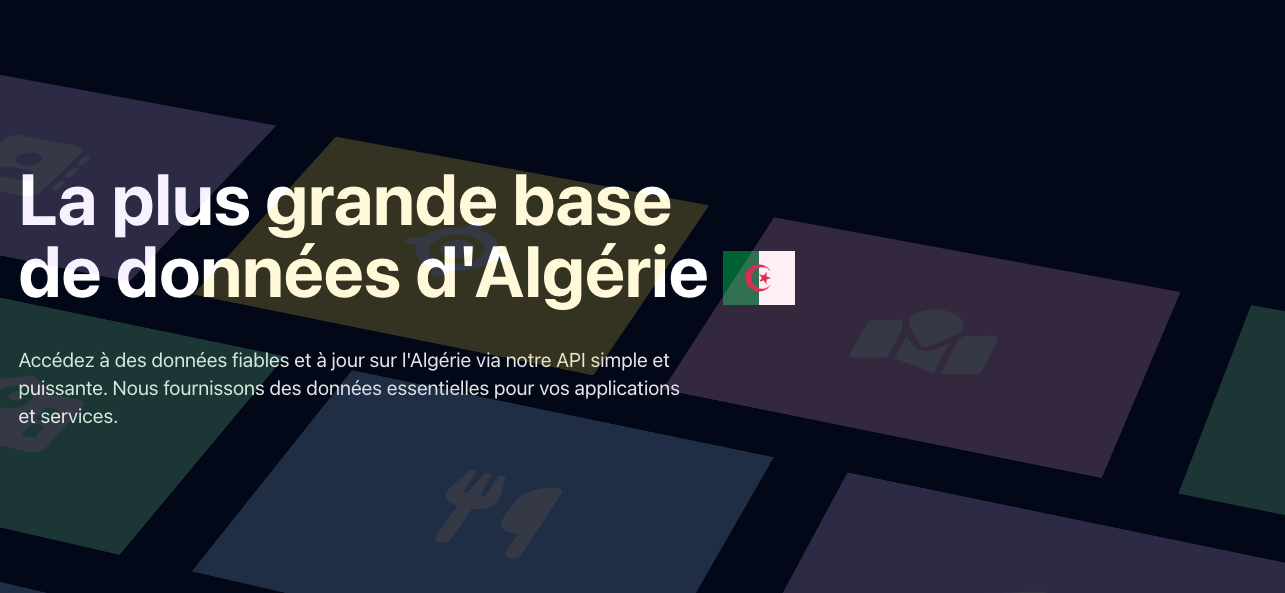 La plus grande base
de données d'Algérie
Accédez à des données fiables et à jour sur l'Algérie via notre API simple et
puissante. Nous fournissons des données essentielles pour vos applications
et services.